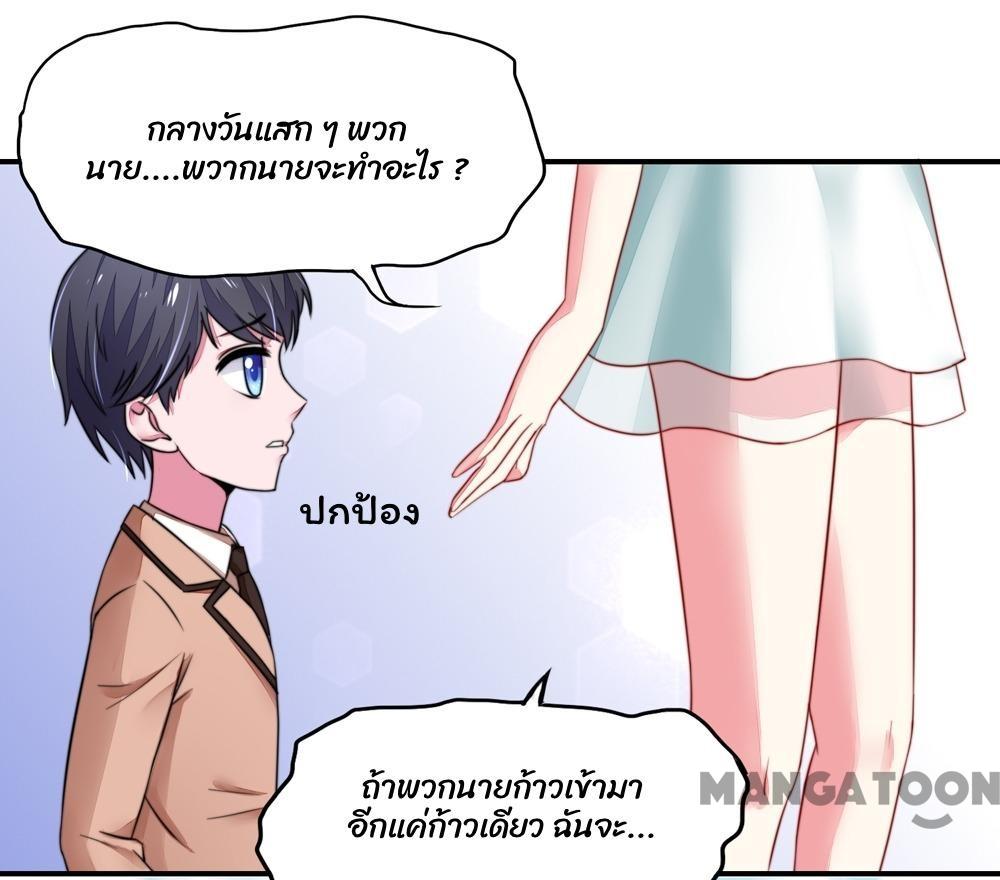 กลางวันแสก ๆ พวก
นาย....พวากนายจะทำอะไร ?
ปกป้อง
ถ้าพวกนายก้าวเข้ามา
อีกแค่ก้าวเดียว ฉันจะ...
MANGATOON